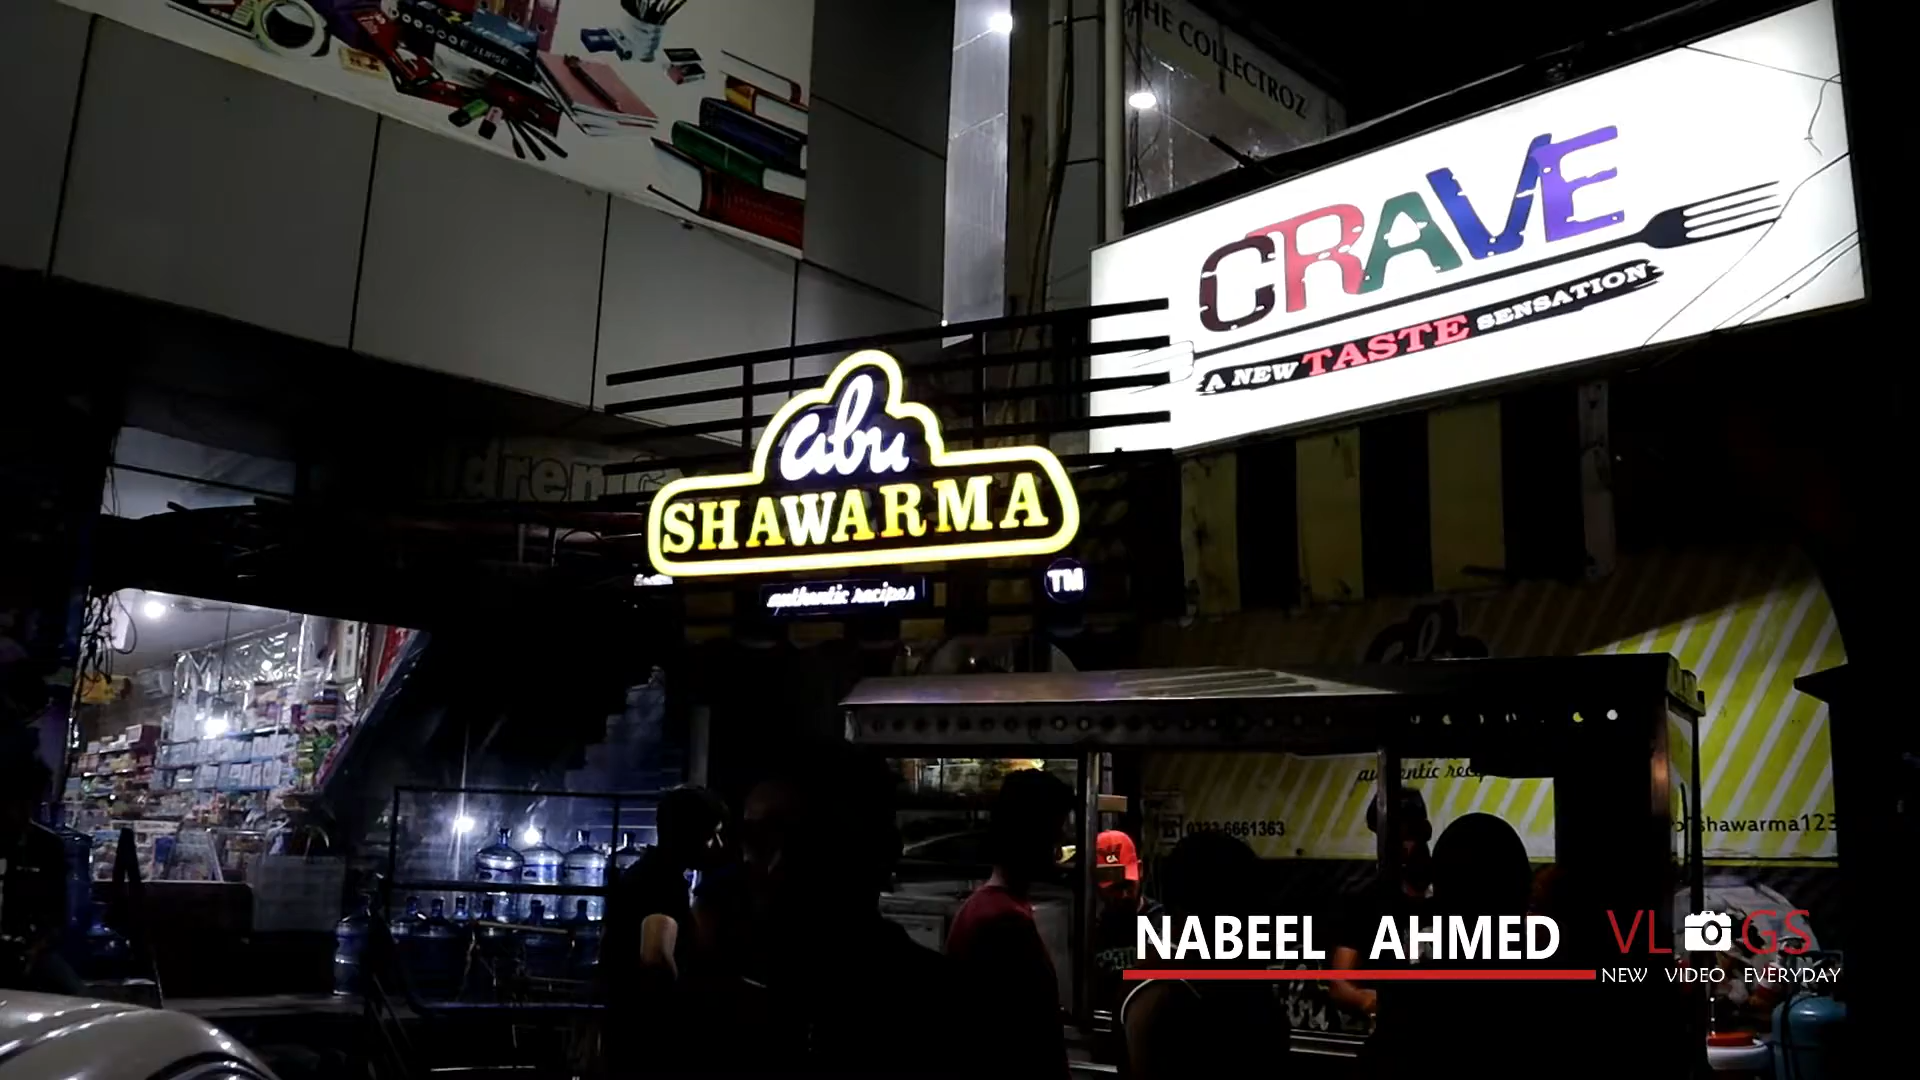 THE COLLECTROZ
CRAVE
A NEW TASTE SENSATION
abu
SHAWARMA
TM
authentic recipes
6661363
shawarma123
NABEEL AHMED VLOGS
NEW VIDEO EVERYDAY